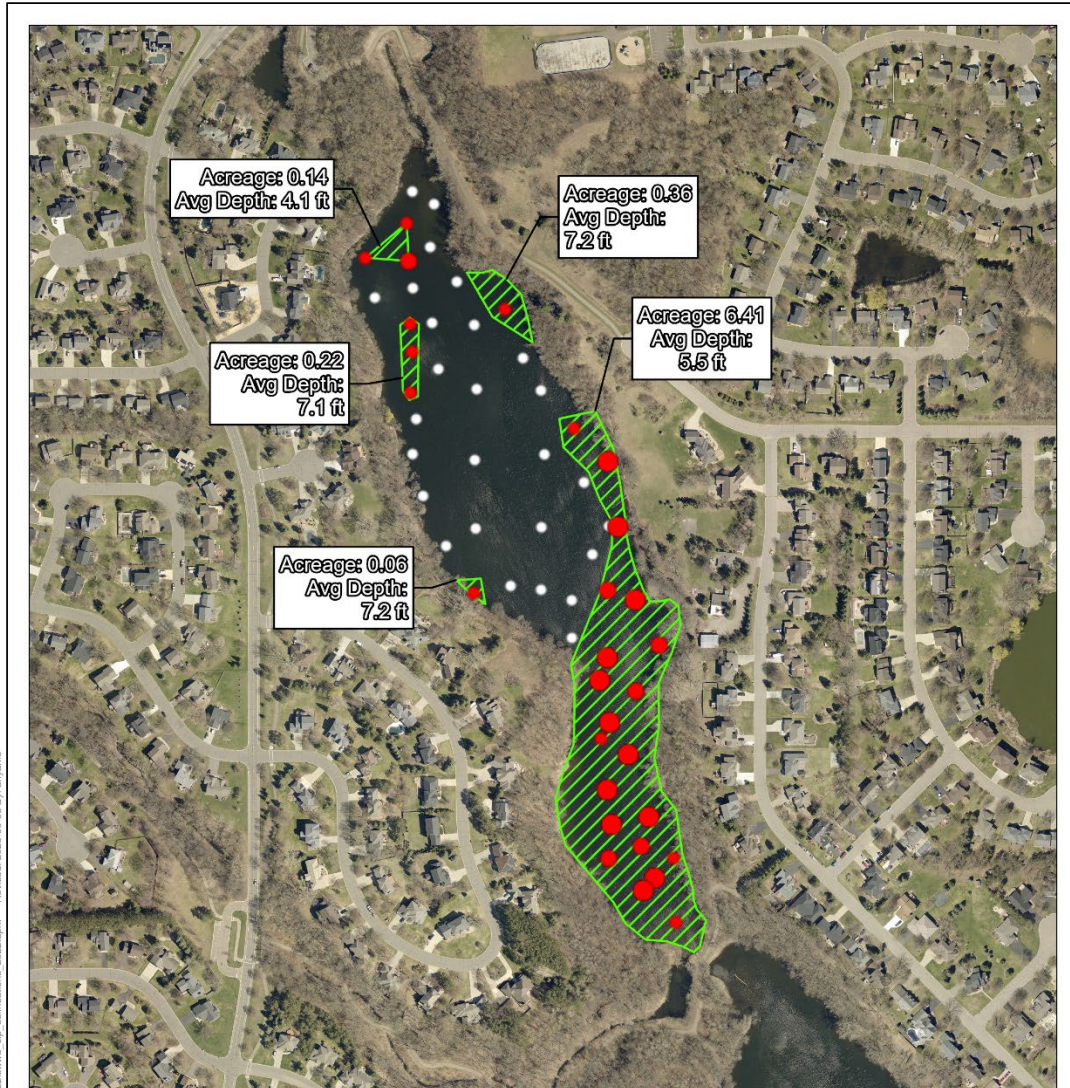 Acreage: 0.14
Avg Depth: 4.1 ft
Acreage: 0.36
Avg Depth:
7.2 ft
Acreage: 6.41
Avg Depth:
5.5 ft
Acreage: 0.22
Avg Depth:
7.1 ft
Acreage: 0.06
Avg Depth:
7.2 ft